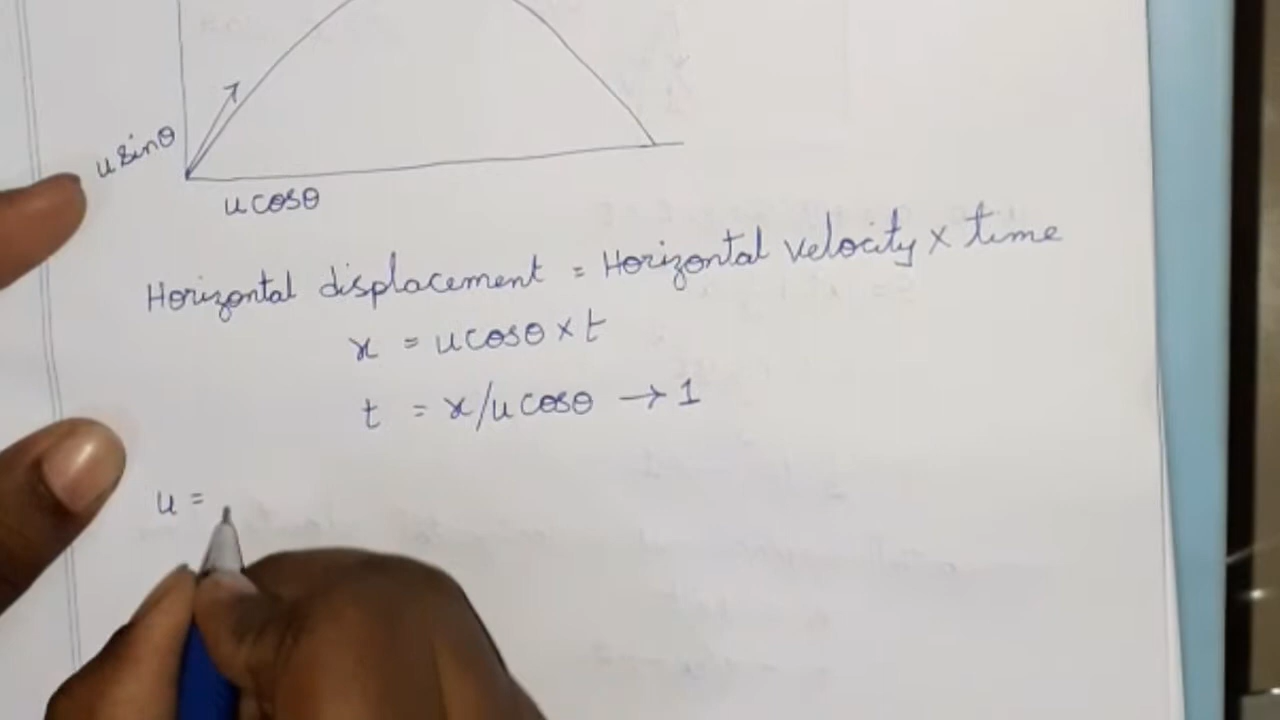 u sinθ
u cosθ
Horizontal displacement = Horizontal velocity × time
x = u cosθ × t
t = x/u cosθ → 1
u =